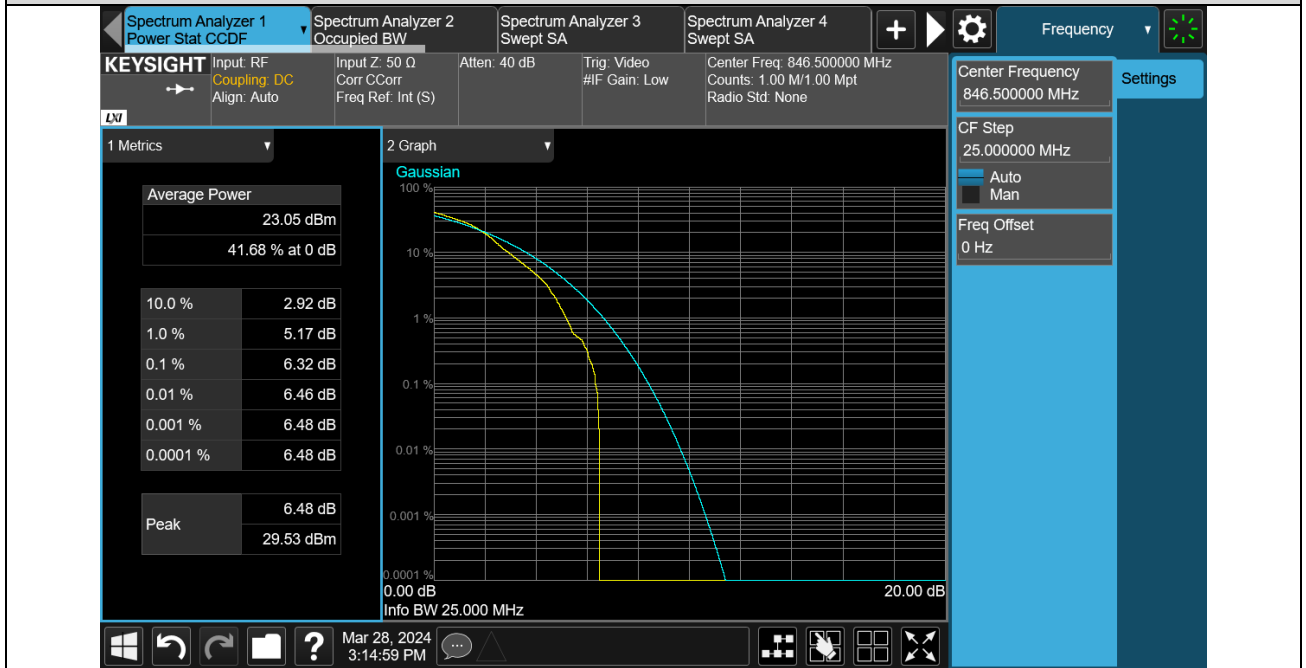 Spectrum Analyzer 1
Power Stat CCDF
Spectrum Analyzer 2
Occupied BW
Spectrum Analyzer 3
Swept SA
Spectrum Analyzer 4
Swept SA
+
Frequency
KEYSIGHT
LXI
Input: RF
Coupling: DC
Align: Auto
Input Z: 50 Ω
Corr CCorr
Freq Ref: Int (S)
Atten: 40 dB
Trig: Video
#IF Gain: Low
Center Freq: 846.500000 MHz
Counts: 1.00 M/1.00 Mpt
Radio Std: None
Center Frequency
846.500000 MHz
Settings
CF Step
25.000000 MHz
Auto
Man
Freq Offset
0 Hz
1 Metrics
Average Power
23.05 dBm
41.68 % at 0 dB
10.0 % 2.92 dB
1.0 % 5.17 dB
0.1 % 6.32 dB
0.01 % 6.46 dB
0.001 % 6.48 dB
0.0001 % 6.48 dB
Peak
6.48 dB
29.53 dBm
2 Graph
Gaussian
100 %
10 %
1 %
0.1 %
0.01 %
0.001 %
0.0001 %
0.00 dB 20.00 dB
Info BW 25.000 MHz
?
Mar 28, 2024
3:14:59 PM